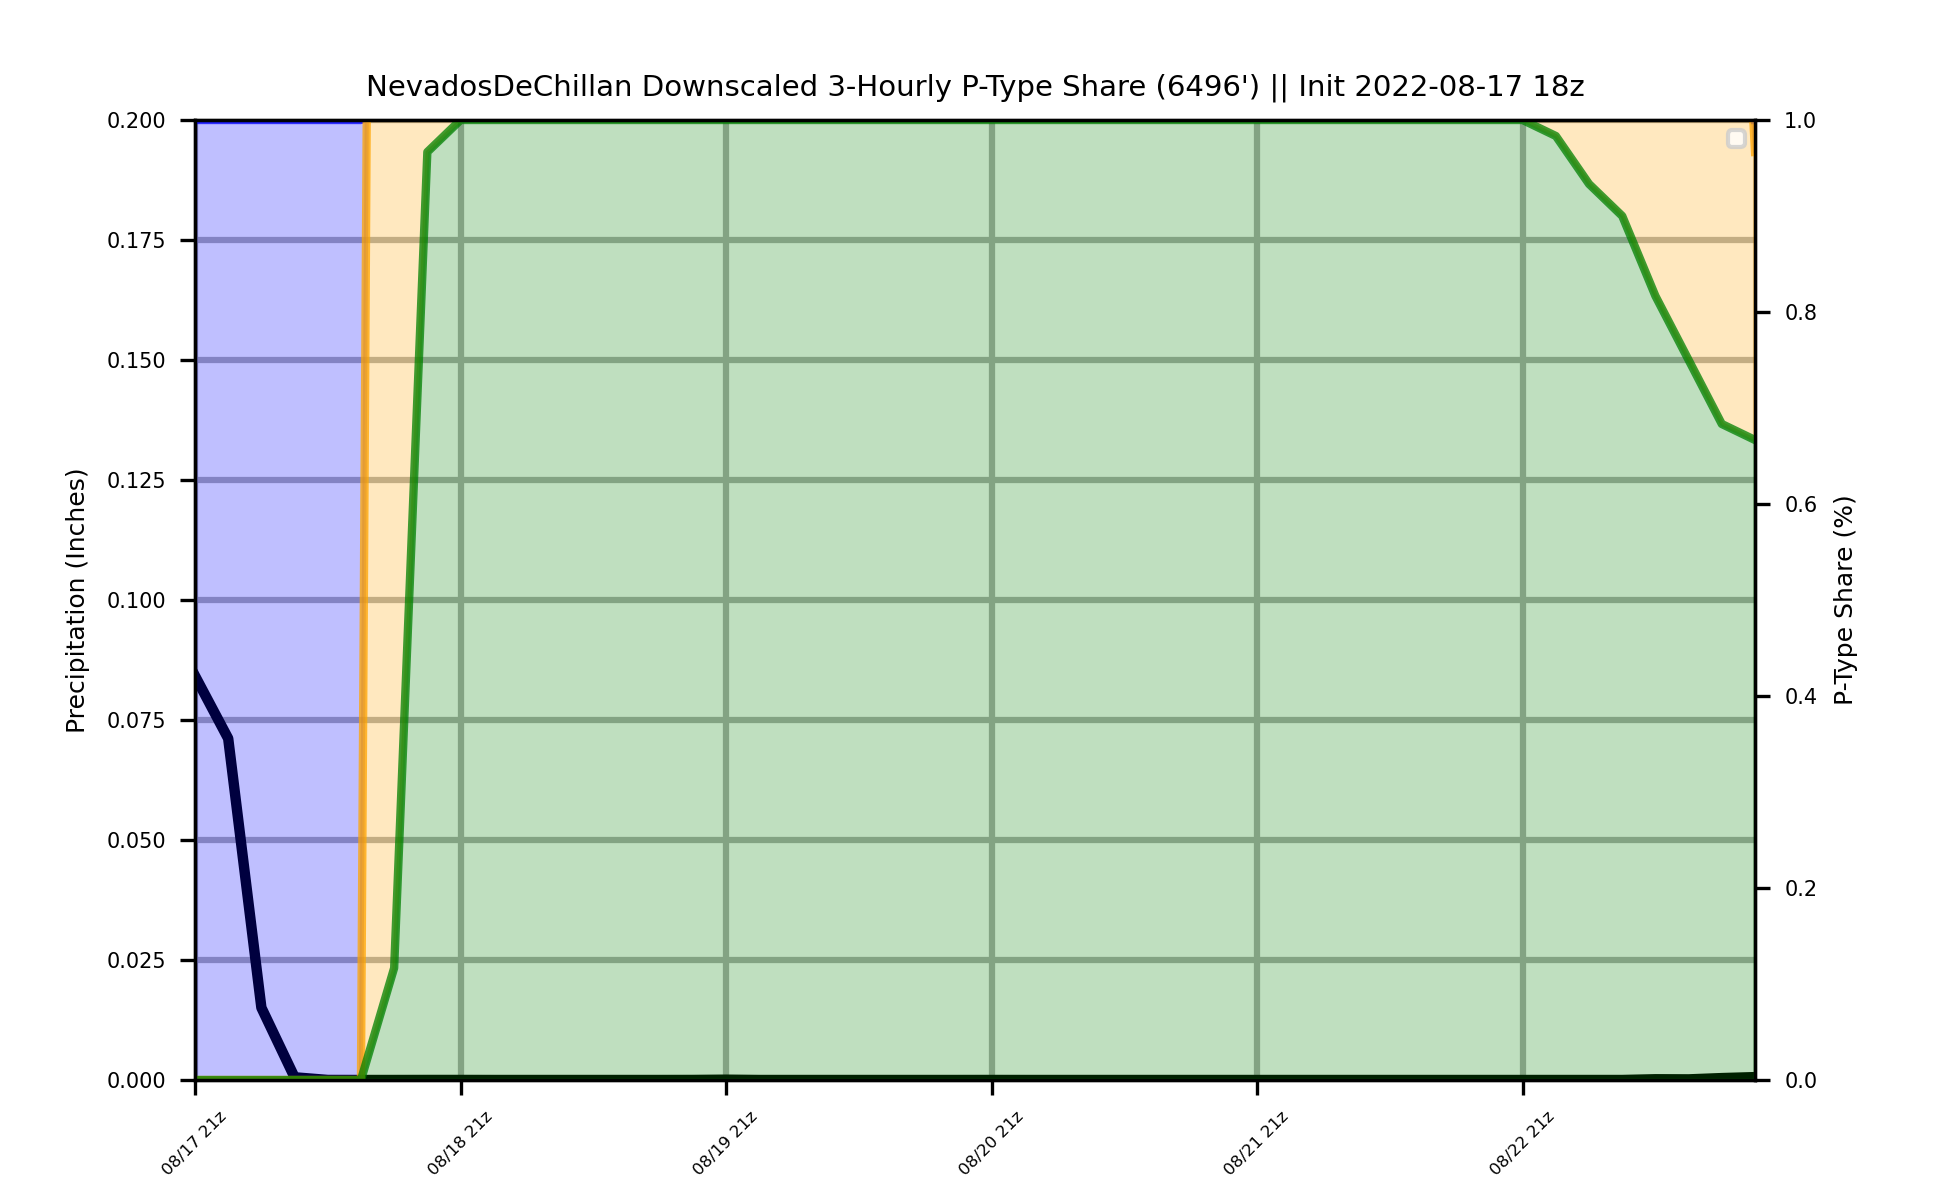 NevadosDeChillan Downscaled 3-Hourly P-Type Share (6496') || Init 2022-08-17 18z
Precipitation (Inches)
0.200
0.175
0.150
0.125
0.100
0.075
0.050
0.025
0.000
1.0
0.8
0.6
0.4
0.2
0.0
P-Type Share (%)
08/17 21z
08/18 21z
08/19 21z
08/20 21z
08/21 21z
08/22 21z